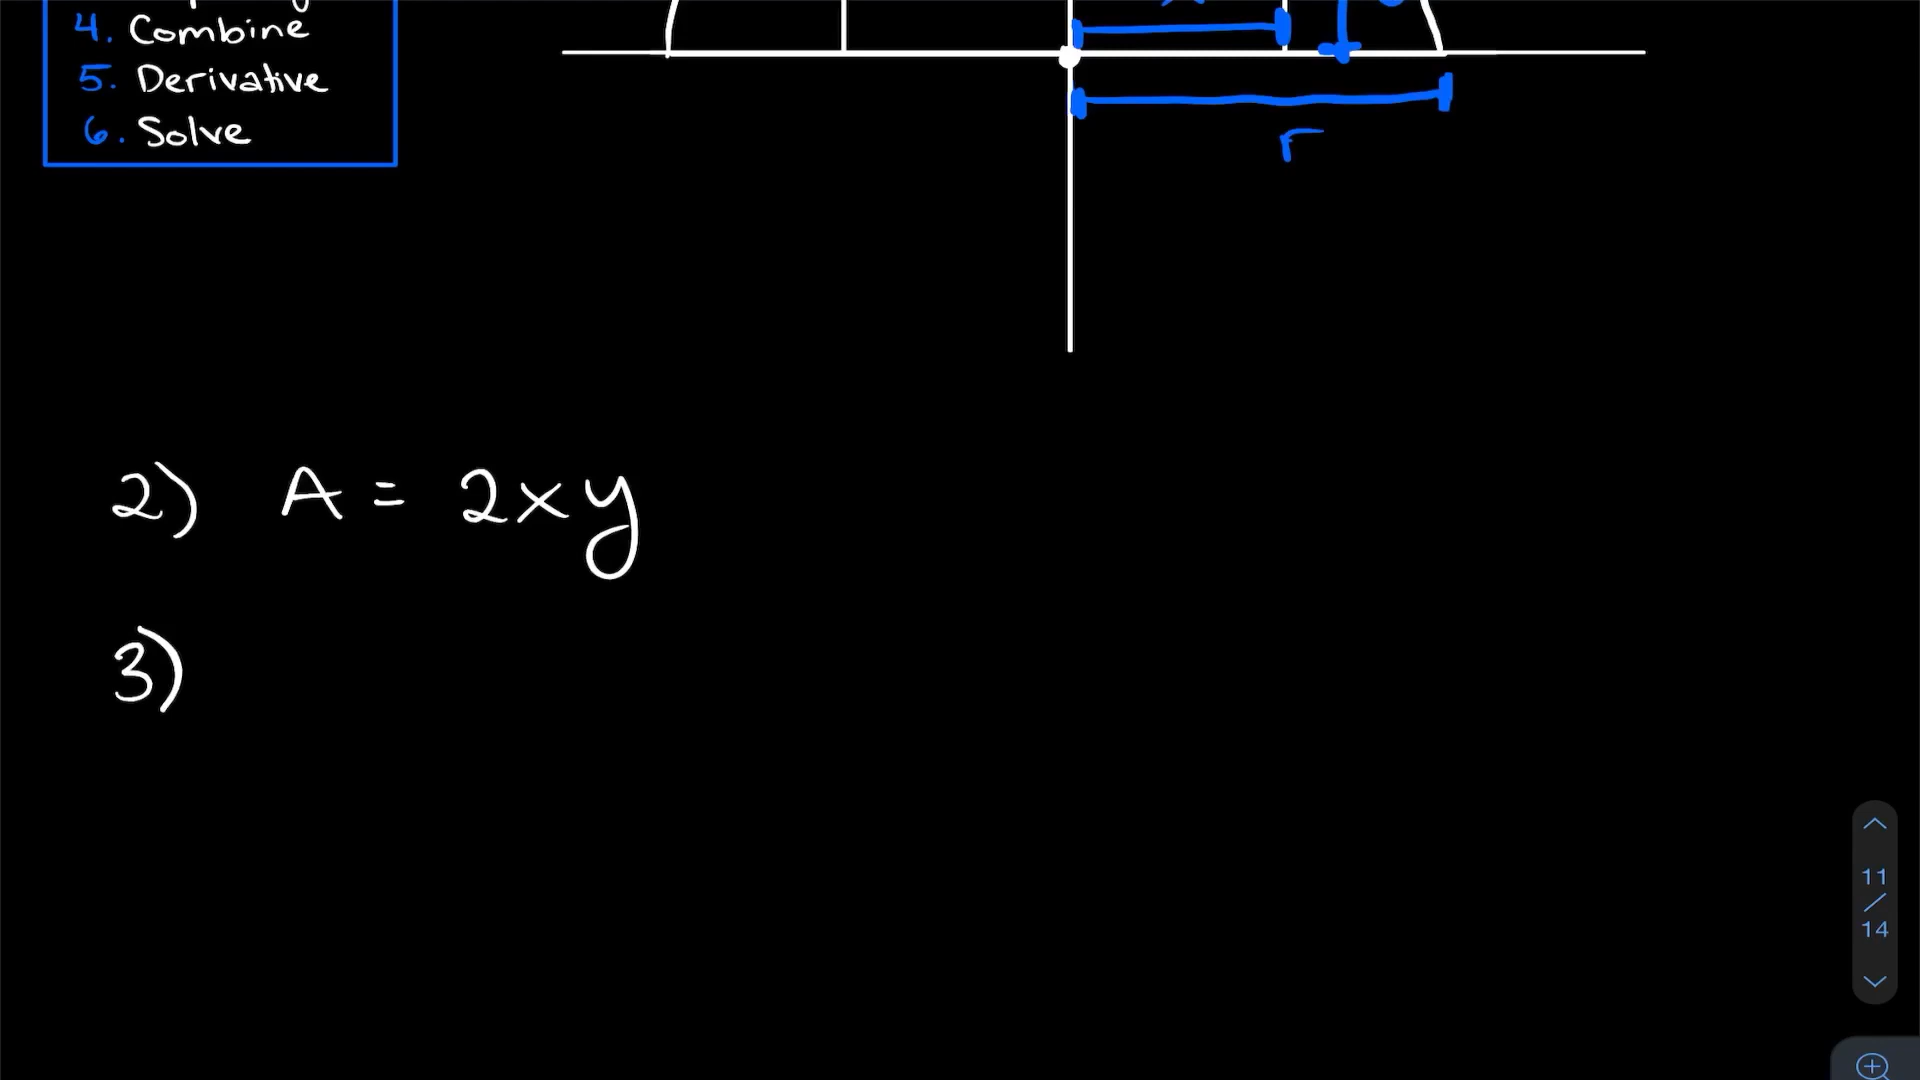 4. Combine
5. Derivative
6. Solve
r
2) A = 2xy
3)
11
/
14